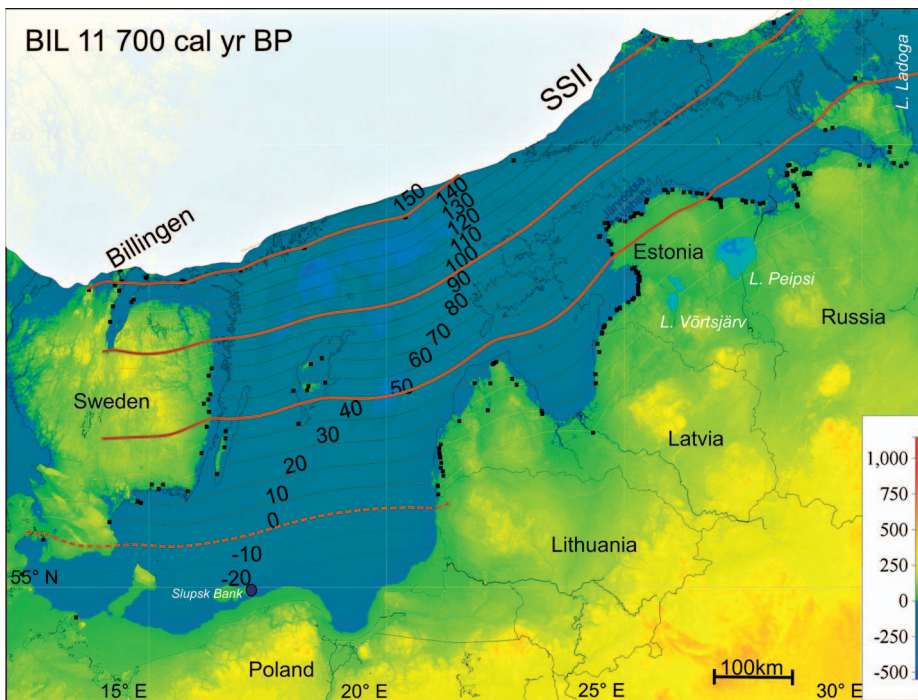 BIL 11 700 cal yr BP
SSII
L. Ladoga
Billingen
150
140
130
120
110
100
90
80
70
60
50
40
30
20
10
0
-10
-20
Estonia
L. Peipsi
L. Võrtsjärv
Russia
Sweden
Latvia
Lithuania
55° N
Slupsk Bank
Poland
100km
15° E
20° E
25° E
30° E
1,000
750
500
250
0
-250
-500